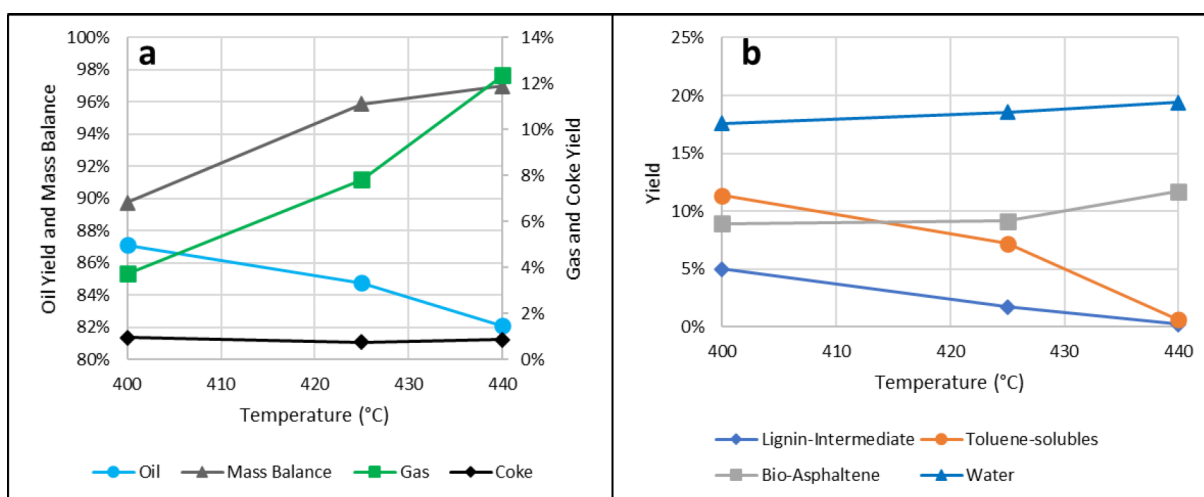 a
100%
98%
96%
94%
92%
90%
88%
86%
84%
82%
80%
Oil Yield and Mass Balance
14%
12%
10%
8%
6%
4%
2%
0%
Gas and Coke Yield
400 410 420 430 440
Temperature (°C)
Oil Mass Balance Gas Coke
b
25%
20%
15%
10%
5%
0%
Yield
400 410 420 430 440
Temperature (°C)
Lignin-Intermediate Toluene-solubles
Bio-Asphaltene Water